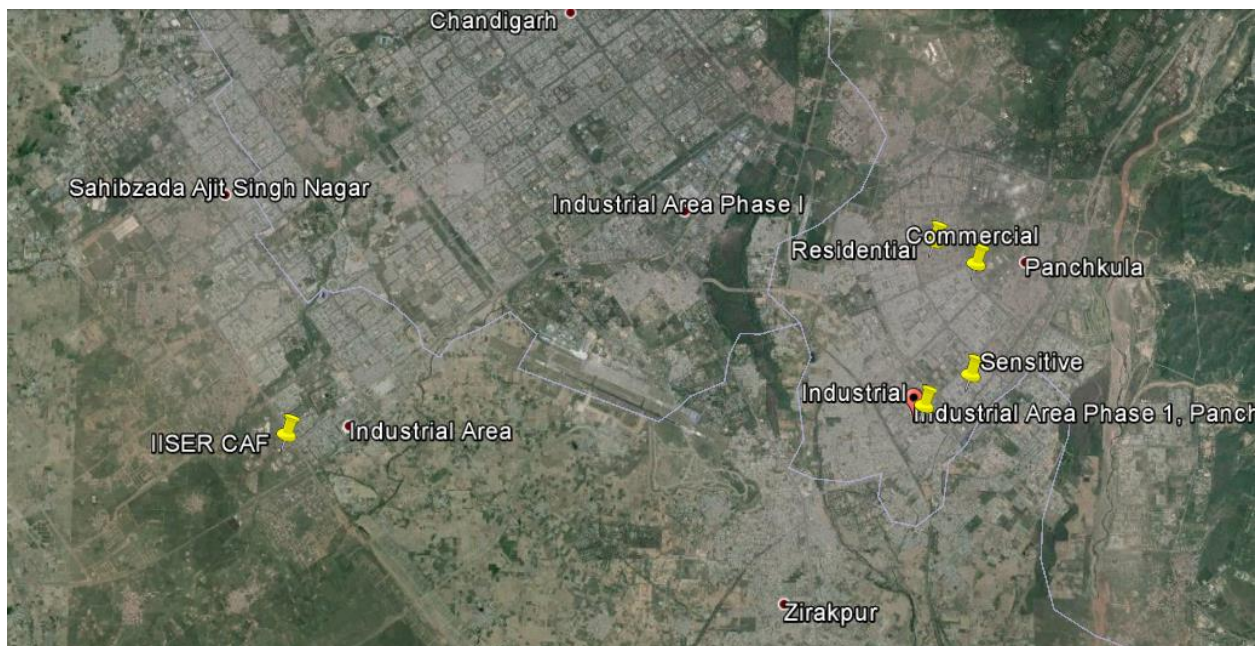 Chandigarh
Sahibzada Ajit Singh Nagar
Industrial Area Phase I
Commercial
Residential
Panchkula
Sensitive
Industrial
Industrial Area Phase 1, Panch
Industrial Area
IISER CAF
Zirakpur